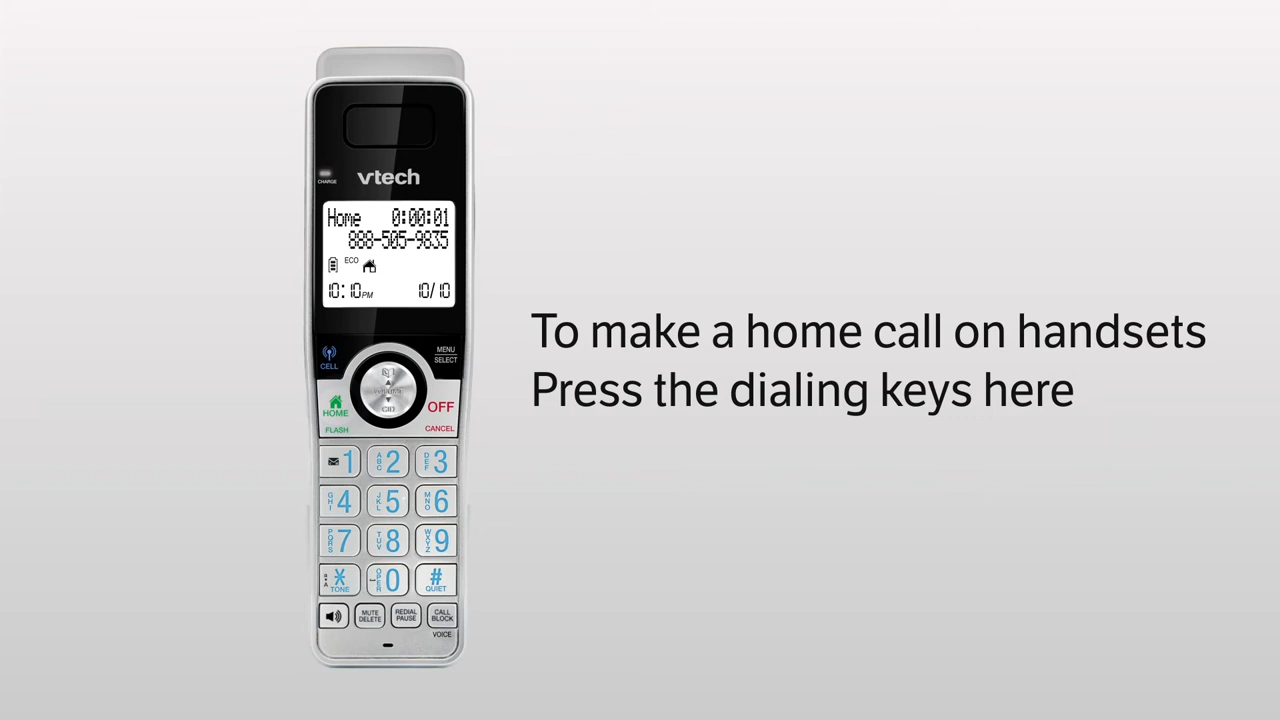 CHARGE
vtech
Home 0:00:01
888-505-9835
ECO
10:10 PM 10/10
CELL
MENU
SELECT
CID
HOME
OFF
FLASH
CANCEL
1 ABC 2 DEF 3
GHI 4 JKL 5 MNO 6
PQRS 7 TUV 8 WXYZ 9
* TONE OPER 0 # QUIET
MUTE DELETE REDIAL PAUSE CALL BLOCK
VOICE
To make a home call on handsets
Press the dialing keys here